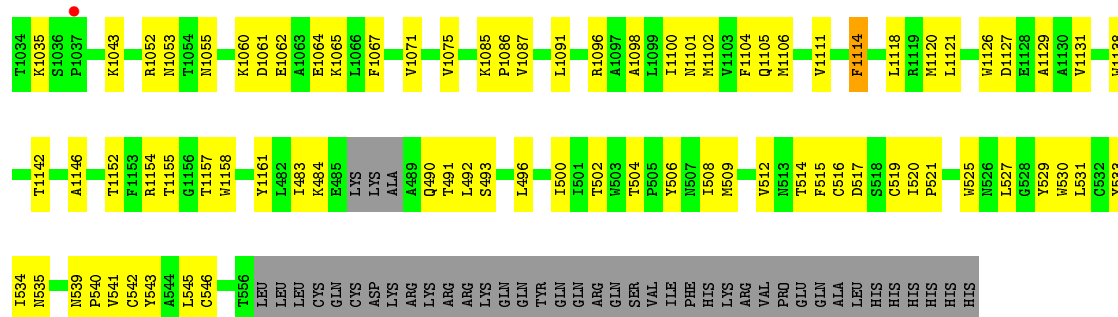 T1034 K1035 S1036 P1037 K1043 R1052 N1053 T1054 N1055 K1060 D1061 E1062 A1063 E1064 K1065 L1066 F1067 V1071 V1075 K1085 P1086 V1087 L1091 R1096 A1097 A1098 L1099 I1100 N1101 M1102 V1103 F1104 Q1105 M1106 V1111 F1114 L1118 R1119 M1120 L1121 W1126 D1127 E1128 A1129 A1130 V1131 W1138
T1142 A1146 T1152 F1153 R1154 T1155 G1156 T1157 W1158 Y1161 L482 I483 K484 E485 LYS LYS ALA A489 Q490 T491 L492 S493 L496 I500 I501 T502 W503 T504 P505 Y506 N507 I508 M509 V512 N513 T514 F515 C516 D517 S518 C519 I520 P521 W525 N526 L527 G528 Y529 W530 L531 C532 Y533
I534 N535 N539 P540 V541 C542 Y543 A544 L545 C546 T556 LEU LEU LEU CYS GLN CYS ASP LYS ARG LYS ARG ARG LYS GLN GLN TYR GLN GLN ARG GLN SER VAL ILE PHE HIS LYS ARG VAL PRO GLU GLN ALA LEU HIS HIS HIS HIS HIS HIS